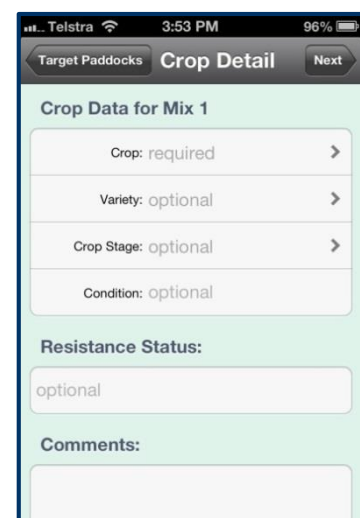 Telstra 3:53 PM 96%
Target Paddocks Crop Detail Next
Crop Data for Mix 1
Crop: required
Variety: optional
Crop Stage: optional
Condition: optional
Resistance Status:
optional
Comments: